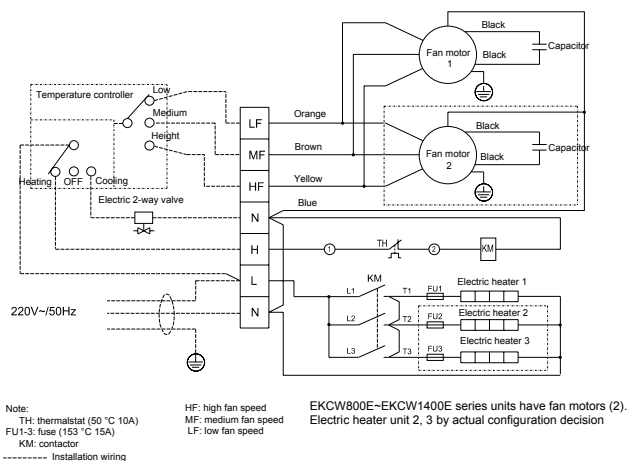 Black
Fan motor
1
Black
Capacitor
Temperature controller
Low
Medium
Height
Heating OFF Cooling
Electric 2-way valve
LF
MF
HF
N
H
L
N
Orange
Brown
Yellow
Blue
Black
Fan motor
2
Black
Capacitor
1
TH
2
KM
220V~/50Hz
KM
L1
L2
L3
T1
T2
T3
FU1
FU2
FU3
Electric heater 1
Electric heater 2
Electric heater 3
Note:
TH: thermalstat (50 °C 10A)
FU1-3: fuse (153 °C 15A)
KM: contactor
--------- Installation wiring
HF: high fan speed
MF: medium fan speed
LF: low fan speed
EKCW800E~EKCW1400E series units have fan motors (2).
Electric heater unit 2, 3 by actual configuration decision